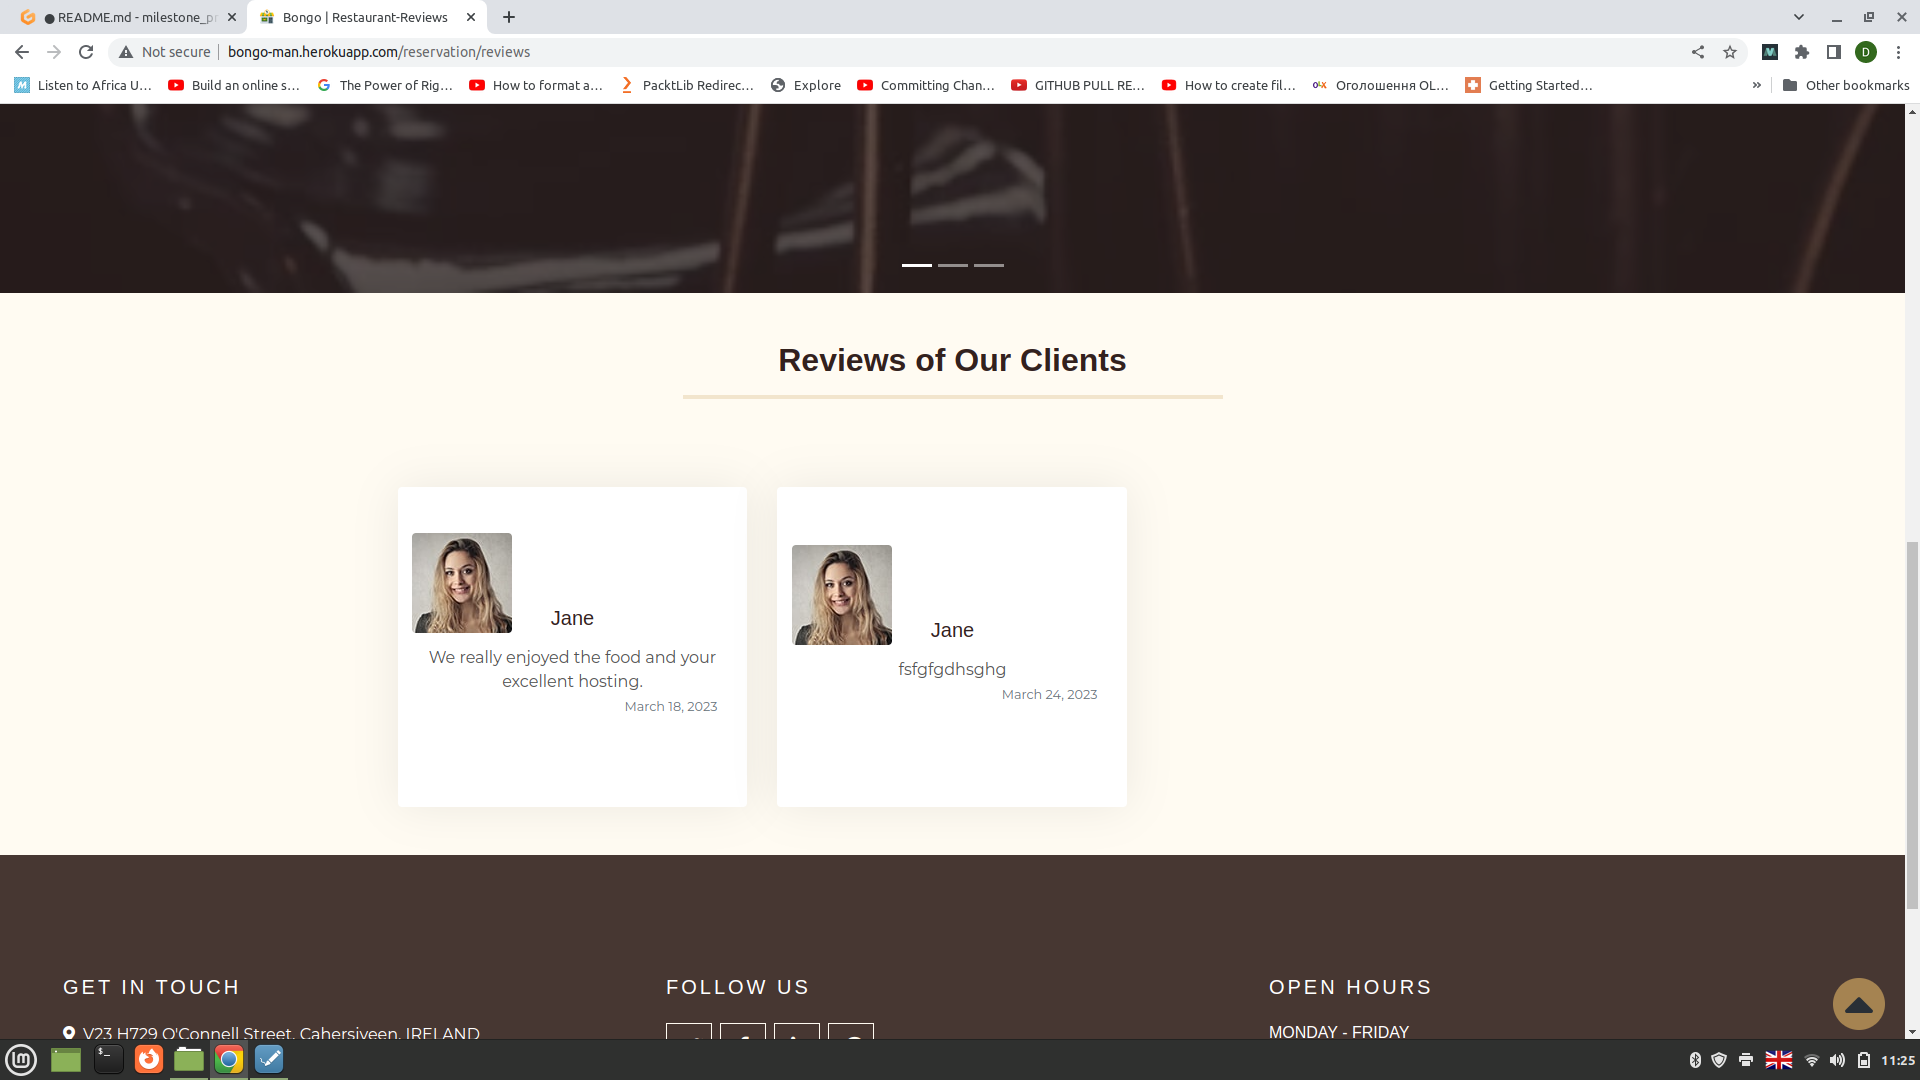 README.md - milestone_pr
Bongo | Restaurant-Reviews
Not secure
bongo-man.herokuapp.com/reservation/reviews
D
Listen to Africa U…
Build an online s…
The Power of Rig…
How to format a…
PacktLib Redirec…
Explore
Committing Chan…
GITHUB PULL RE…
How to create fil…
Оголошення OL…
Getting Started…
»
Other bookmarks
Reviews of Our Clients
Jane
We really enjoyed the food and your
excellent hosting.
March 18, 2023
Jane
fsfgfgdhsghg
March 24, 2023
GET IN TOUCH
V23 H729 O'Connell Street, Cahersiveen, IRELAND
FOLLOW US
OPEN HOURS
MONDAY - FRIDAY
11:25